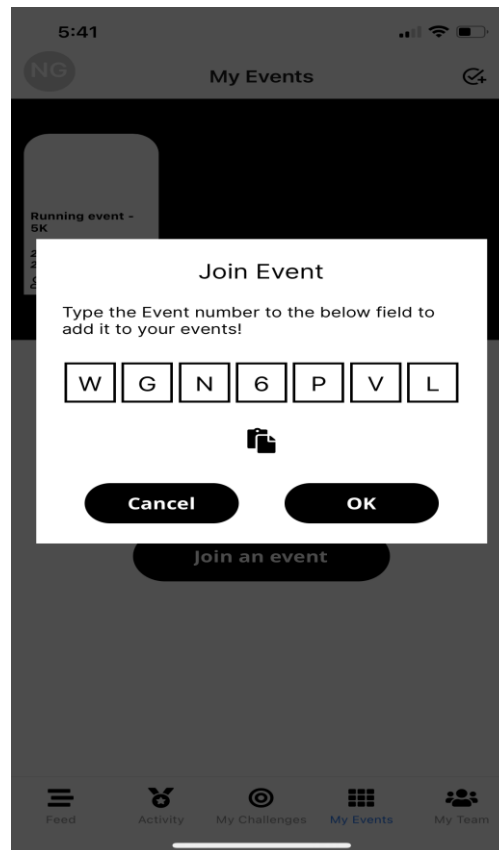 5:41
NG
My Events
Running event -
5K
Join Event
Type the Event number to the below field to
add it to your events!
W G N 6 P V L
Cancel
OK
Join an event
Feed
Activity
My Challenges
My Events
My Team